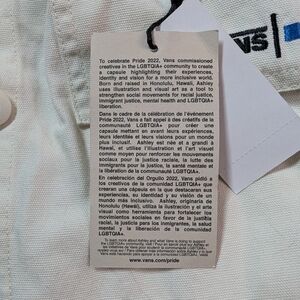 To celebrate Pride 2022, Vans commissioned
creatives in the LGBTQIA+ community to create
a capsule highlighting their experiences,
identity and vision for a more inclusive world.
Born and raised in Honolulu, Hawaii, Ashley
uses illustration and visual art as a tool to
strengthen social movements for racial justice,
immigrant justice, mental health and LGBTQIA+
liberation.
Dans le cadre de la célébration de l'événement
Pride 2022, Vans a fait appel à des créatifs de la
communauté LGBTQIA+ pour créer une
capsule mettant en avant leurs expériences,
leur identité et leurs visions pour un monde
plus inclusif. Ashley est née et a grandi à
Hawaï, et utilise l'illustration et l'art visuel
comme moyen pour renforcer les mouvements
sociaux pour la justice raciale, la lutte des
immigrants pour la justice, la santé mentale et
la libération de la communauté LGBTQIA+.
En celebración del Orgullo 2022, Vans pidió a
los creativos de la comunidad LGBTQIA+ que
crearan una cápsula en la que destacaran sus
experiencias, su identidad y su visión de un
mundo más inclusivo. Ashley, originaria de
Honolulu, Hawái, utiliza la ilustración y el arte
visual como herramienta para fortalecer los
movimientos sociales en favor de la justicia
racial, la justicia para los inmigrantes, la salud
mental y la liberación de la comunidad
LGBTQIA+.
www.vans.com/pride
VS